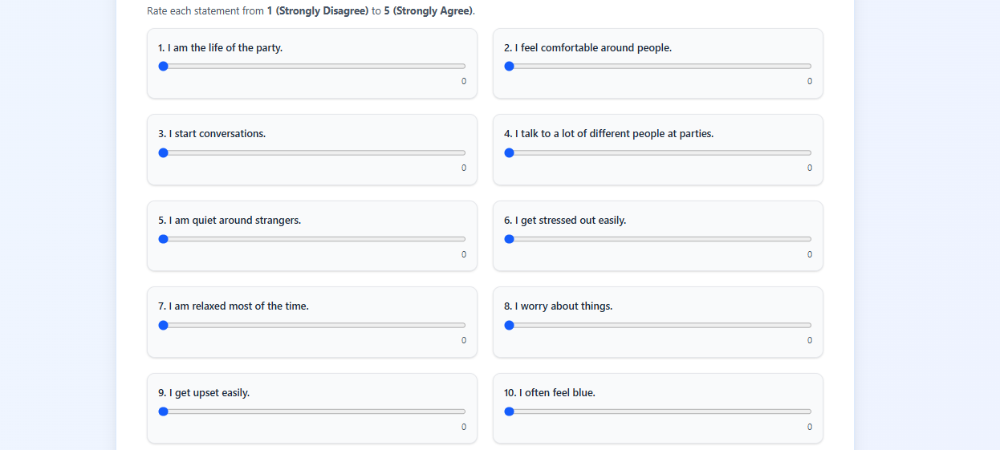 Rate each statement from 1 (Strongly Disagree) to 5 (Strongly Agree).
1. I am the life of the party.
0
2. I feel comfortable around people.
0
3. I start conversations.
0
4. I talk to a lot of different people at parties.
0
5. I am quiet around strangers.
0
6. I get stressed out easily.
0
7. I am relaxed most of the time.
0
8. I worry about things.
0
9. I get upset easily.
0
10. I often feel blue.
0